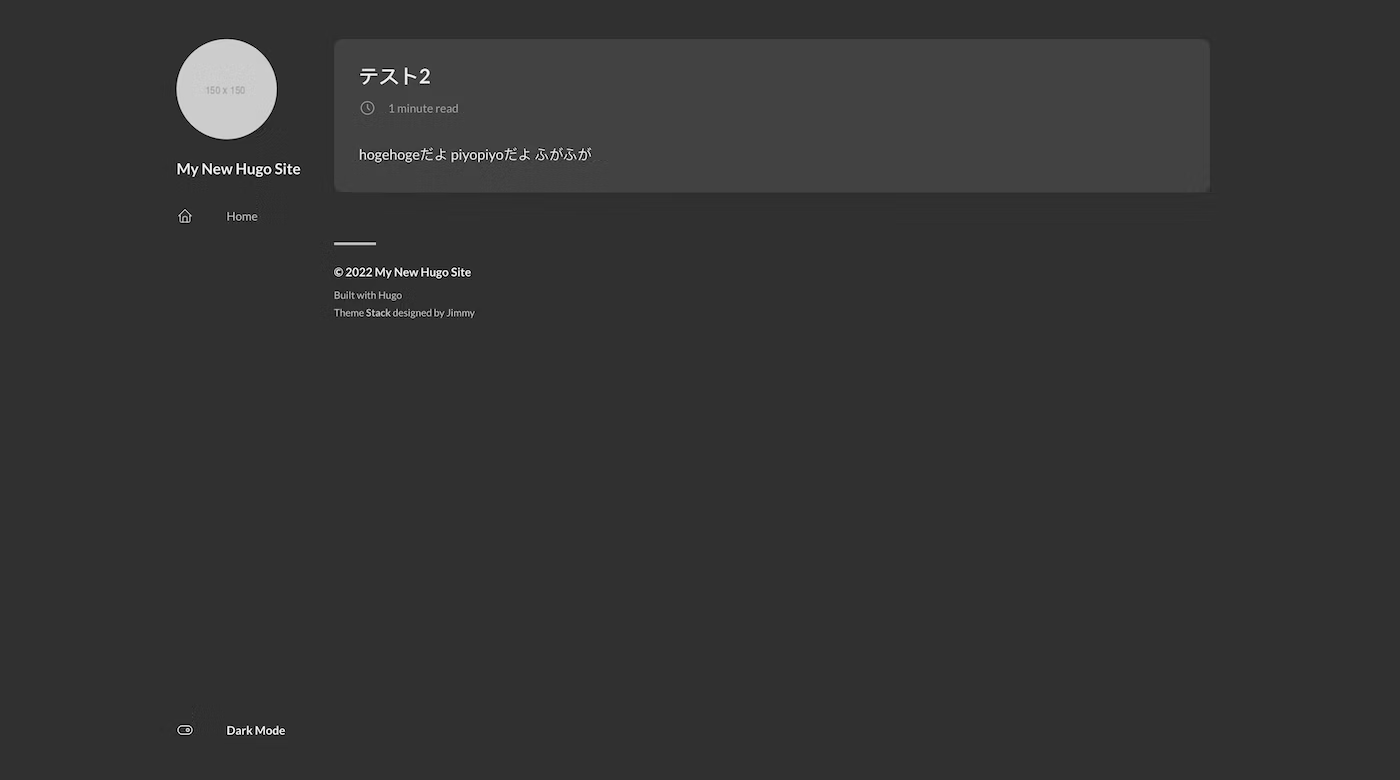 150 x 150
My New Hugo Site
Home
Dark Mode
テスト2
1 minute read
hogehogeだよ piyopiyoだよ ふがふが
© 2022 My New Hugo Site
Built with Hugo
Theme Stack designed by Jimmy